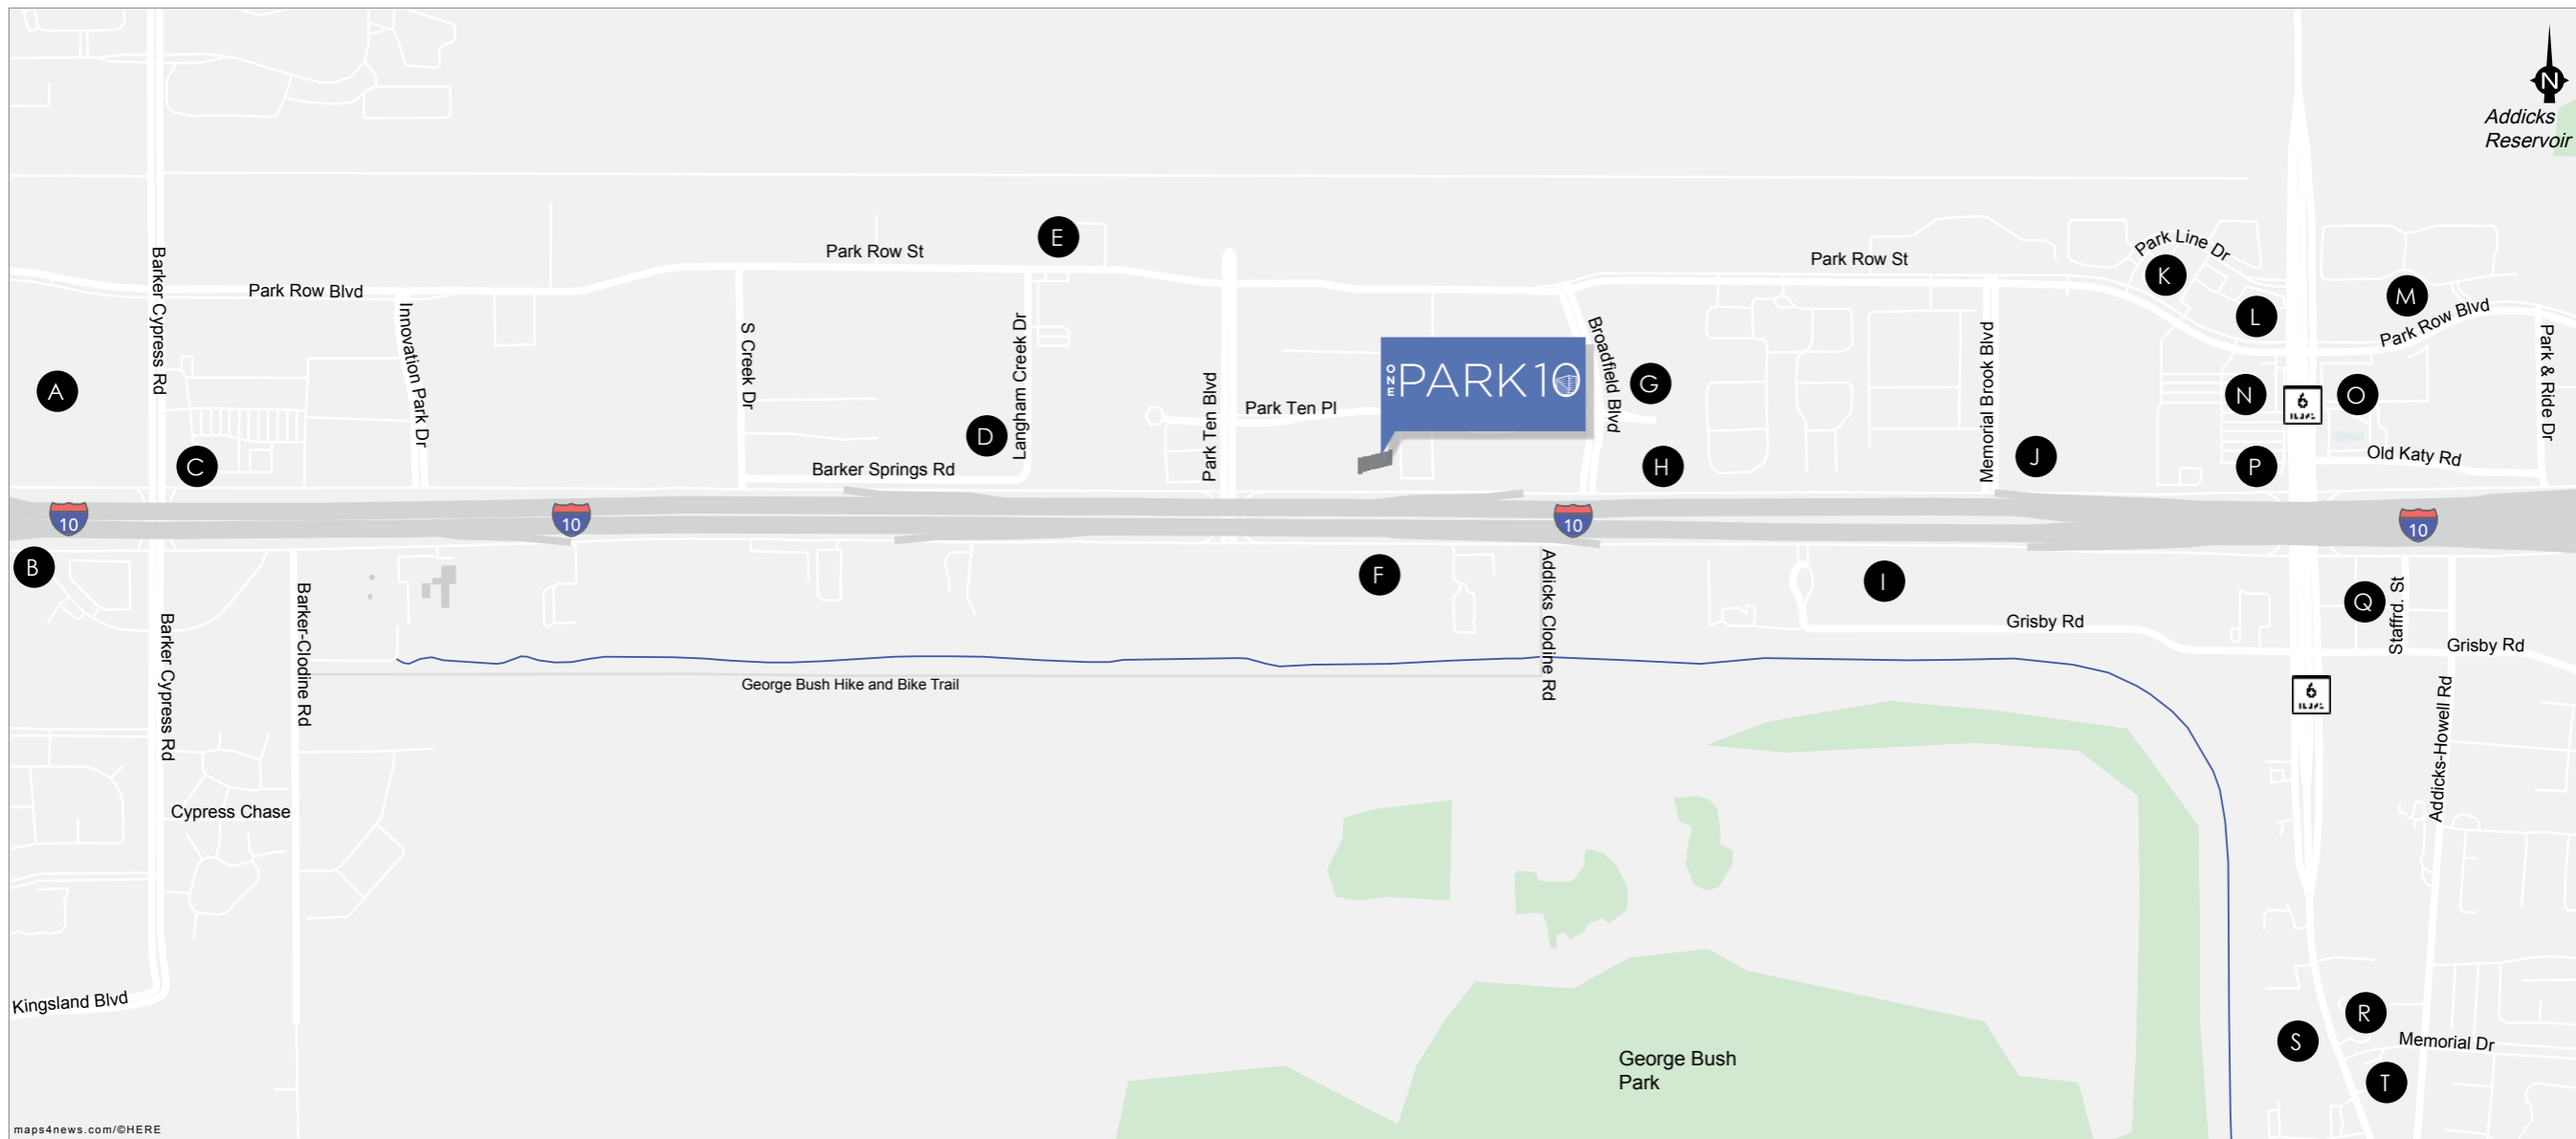 N
Addicks
Reservoir
Park Line Dr
E
Park Row St
Park Row St
K
Barker Cypress Rd
Park Row Blvd
M
L
Park Row Blvd
Innovation Park Dr
S Creek Dr
Langham Creek Dr
Park Ten Blvd
ONE PARK10
Broadfield Blvd
G
Memorial Brook Blvd
Park & Ride Dr
A
N
6
O
Park Ten Pl
D
J
Old Katy Rd
C
Barker Springs Rd
H
P
10
10
10
10
B
F
Addicks Clodine Rd
I
Q
Staffrd. St
Barker Cypress Rd
Barker-Clodine Rd
Grisby Rd
Grisby Rd
George Bush Hike and Bike Trail
6
Addicks-Howell Rd
Cypress Chase
Kingsland Blvd
R
S
Memorial Dr
George Bush
Park
T
maps4news.com/©HERE